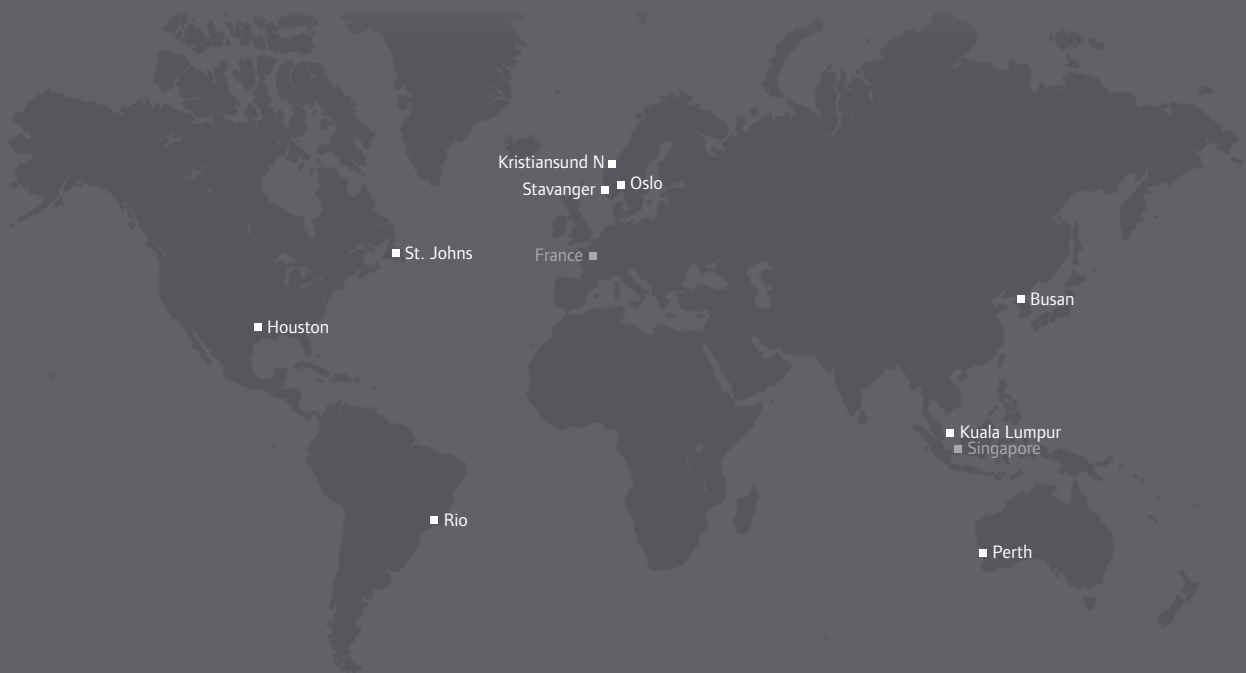 Kristiansund N
Oslo
Stavanger
St. Johns
France
Busan
Houston
Kuala Lumpur
Singapore
Rio
Perth